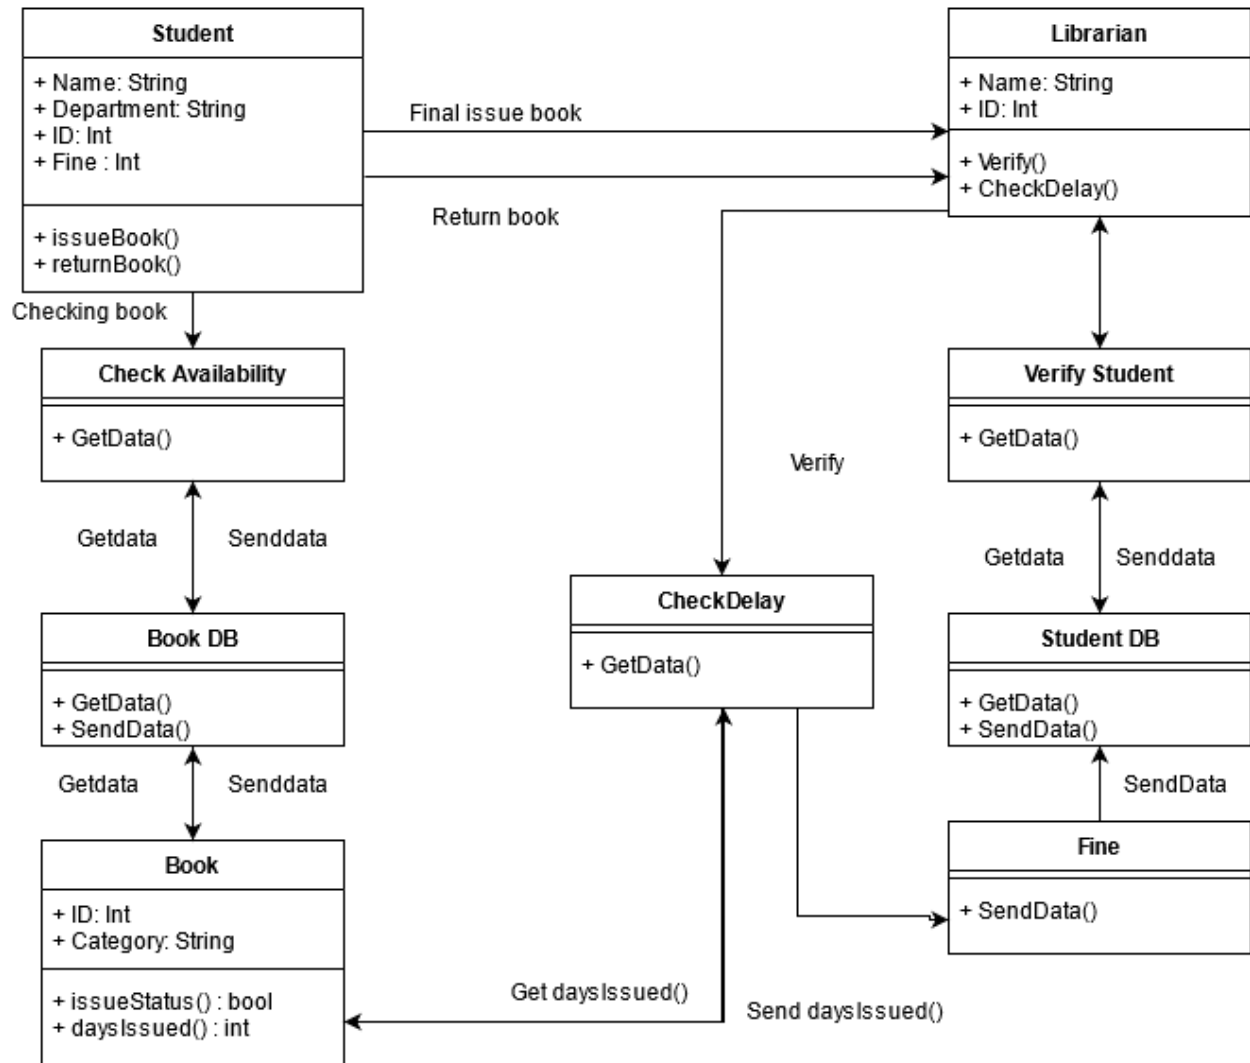 Student
+ Name: String
+ Department: String
+ ID: Int
+ Fine : Int
+ issueBook()
+ returnBook()
Final issue book
Return book
Librarian
+ Name: String
+ ID: Int
+ Verify()
+ CheckDelay()
Checking book
Check Availability
+ GetData()
Verify Student
+ GetData()
Verify
Getdata
Senddata
Getdata
Senddata
Book DB
+ GetData()
+ SendData()
CheckDelay
+ GetData()
Student DB
+ GetData()
+ SendData()
Getdata
Senddata
SendData
Book
+ ID: Int
+ Category: String
+ issueStatus() : bool
+ daysIssued() : int
Fine
+ SendData()
Get daysIssued()
Send daysIssued()